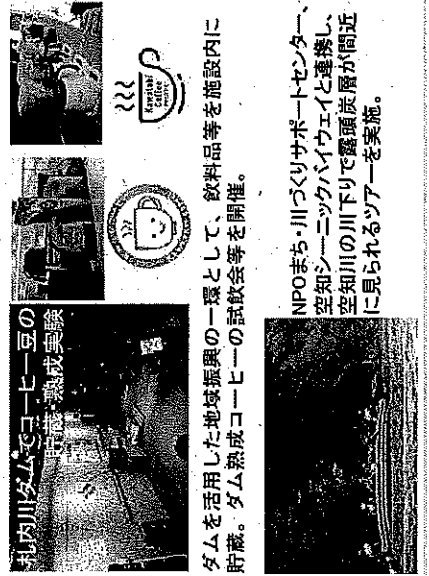 札内川ダムでコーヒー豆の
貯蔵・熟成実験
Kamitaki
Coffee
ダムを活用した地域振興の一環として、飲料品等を施設内に
貯蔵。ダム熟成コーヒーの試飲会等を開催。
NPOまち・川づくりサポートセンター、
空知シーニックバイウェイと連携し、
空知川の川下りで露頭炭層が間近
に見られるツアーを実施。